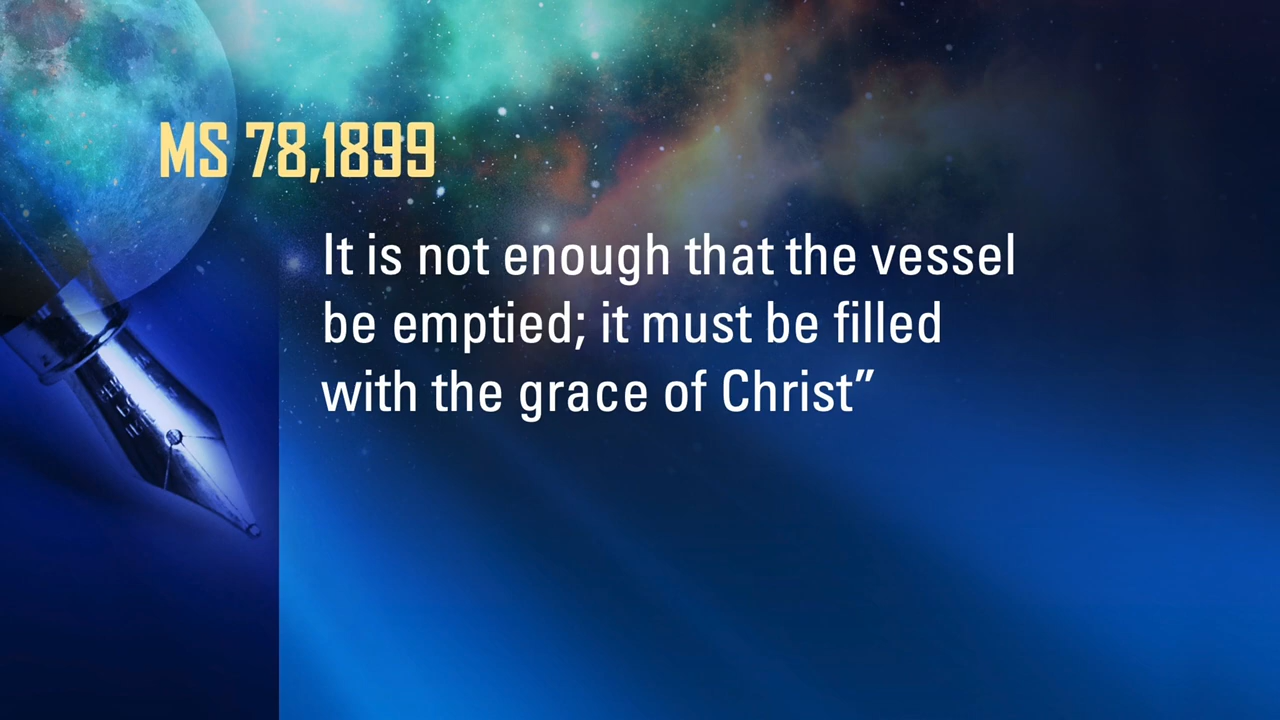 MS 78,1899
It is not enough that the vessel
be emptied; it must be filled
with the grace of Christ”